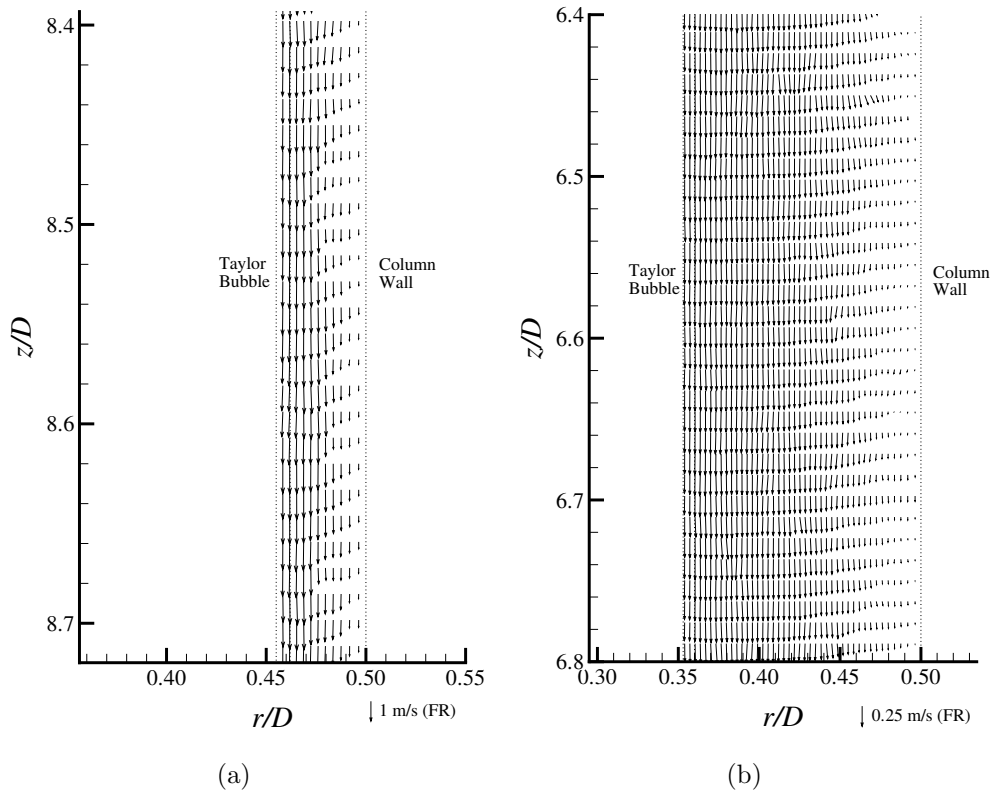 8.4
8.5
8.6
8.7
z/D
Taylor
Bubble
Column
Wall
0.40
0.45
0.50
0.55
r/D
1 m/s (FR)
(a)
6.4
6.5
6.6
6.7
6.8
z/D
Taylor
Bubble
Column
Wall
0.30
0.35
0.40
0.45
0.50
r/D
0.25 m/s (FR)
(b)